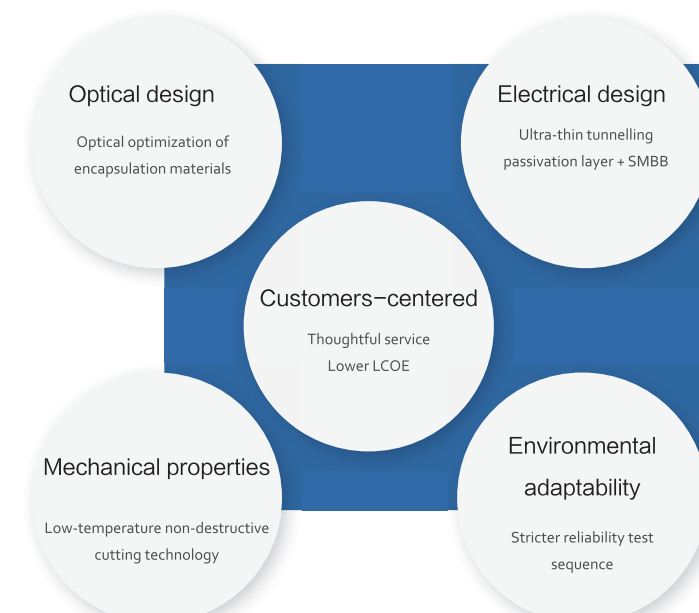 Optical design
Optical optimization of
encapsulation materials
Electrical design
Ultra-thin tunnelling
passivation layer + SMBB
Customers-centered
Thoughtful service
Lower LCOE
Mechanical properties
Low-temperature non-destructive
cutting technology
Environmental
adaptability
Stricter reliability test
sequence